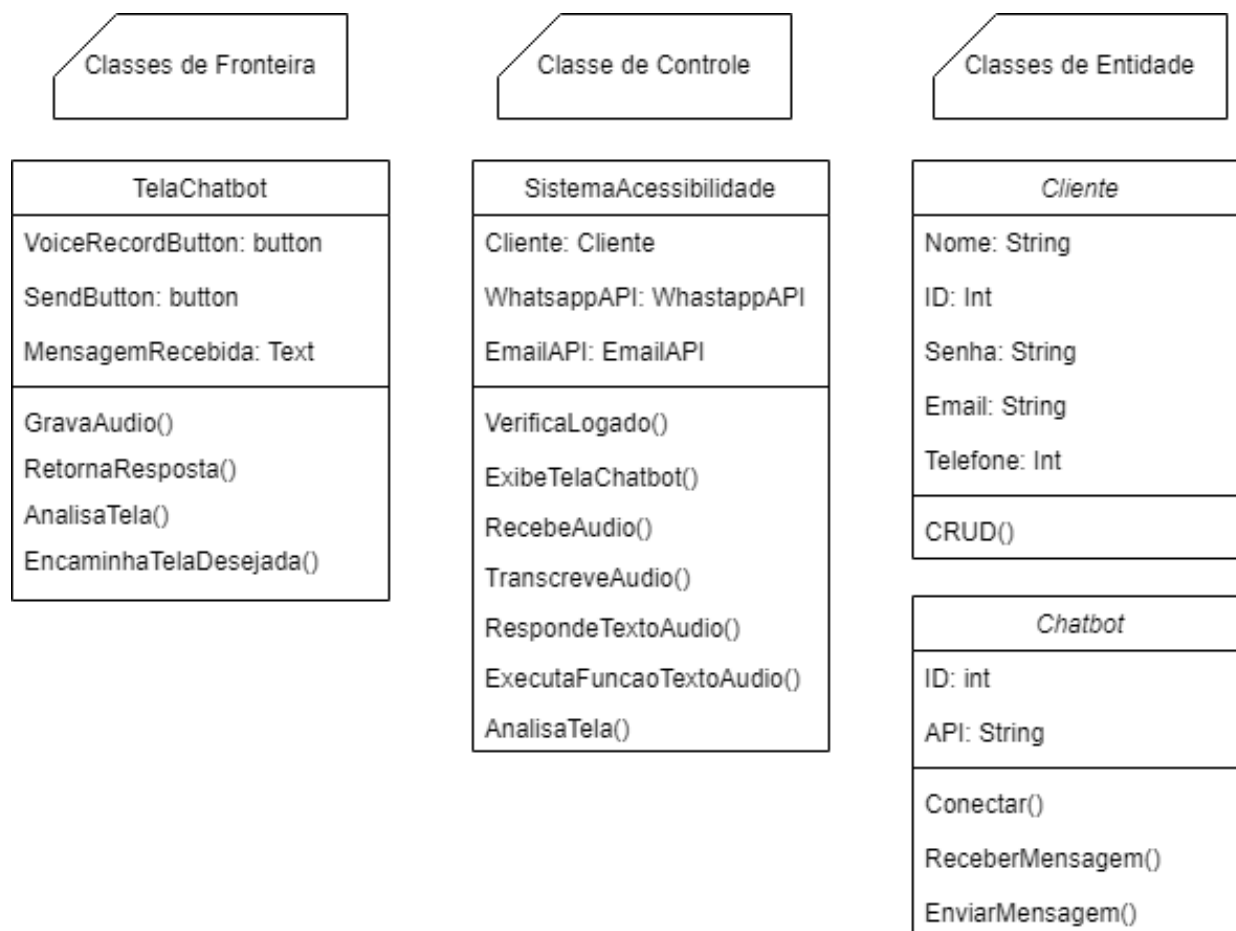 Classes de Fronteira
Classe de Controle
Classes de Entidade
TelaChatbot
VoiceRecordButton: button
SendButton: button
MensagemRecebida: Text
GravaAudio()
RetornaResposta()
AnalisaTela()
EncaminhaTelaDesejada()
SistemaAcessibilidade
Cliente: Cliente
WhatsappAPI: WhastappAPI
EmailAPI: EmailAPI
VerificaLogado()
ExibeTelaChatbot()
RecebeAudio()
TranscreveAudio()
RespondeTextoAudio()
ExecutaFuncaoTextoAudio()
AnalisaTela()
Cliente
Nome: String
ID: Int
Senha: String
Email: String
Telefone: Int
CRUD()
Chatbot
ID: int
API: String
Conectar()
ReceberMensagem()
EnviarMensagem()